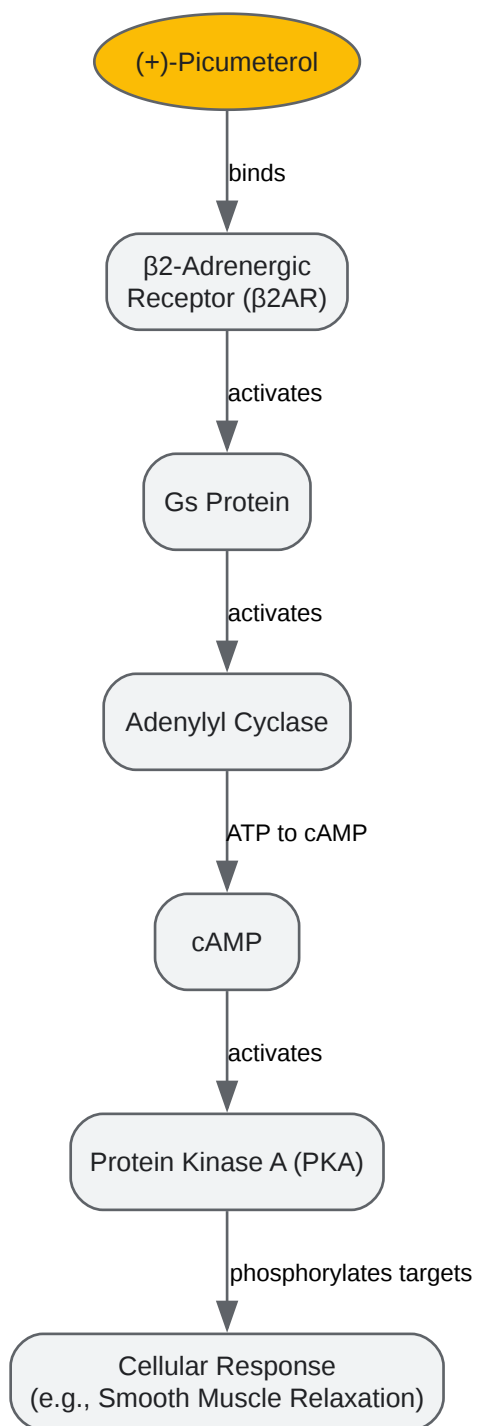 (+)-Picumeterol
binds
β2-Adrenergic
Receptor (β2AR)
activates
Gs Protein
activates
Adenylyl Cyclase
ATP to cAMP
cAMP
activates
Protein Kinase A (PKA)
phosphorylates targets
Cellular Response
(e.g., Smooth Muscle Relaxation)